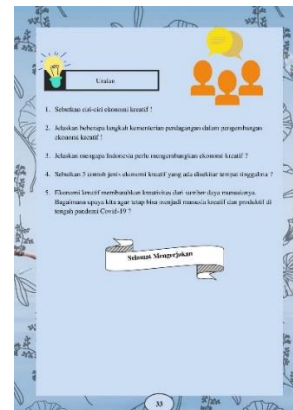 Uraian
1. Sebutkan ciri-ciri ekonomi kreatif !
2. Jelaskan beberapa langkah kementerian perdagangan dalam pengembangan
ekonomi kreatif !
3. Jelaskan mengapa Indonesia perlu mengembangkan ekonomi kreatif !
4. Sebutkan 5 contoh jenis ekonomi kreatif yang ada disekitar tempat tinggalmu ?
5. Ekonomi kreatif membutuhkan kreativitas dari sumber daya manusianya.
Bagaimana upaya kita agar tetap bisa menjadi manusia kreatif dan produktif di
tengah pandemi Covid-19 ?
Selamat Mengerjakan
33